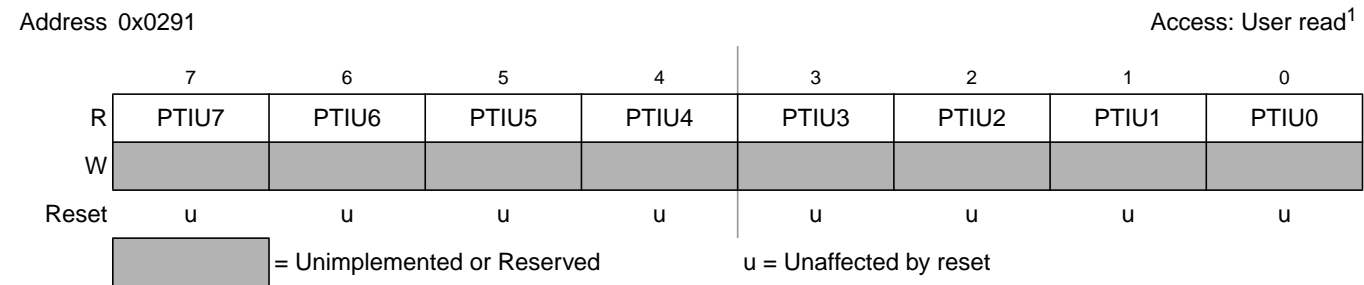 Address 0x0291 Access: User read1
7 6 5 4 3 2 1 0
R PTIU7 PTIU6 PTIU5 PTIU4 PTIU3 PTIU2 PTIU1 PTIU0
W
Reset u u u u u u u u
= Unimplemented or Reserved u = Unaffected by reset